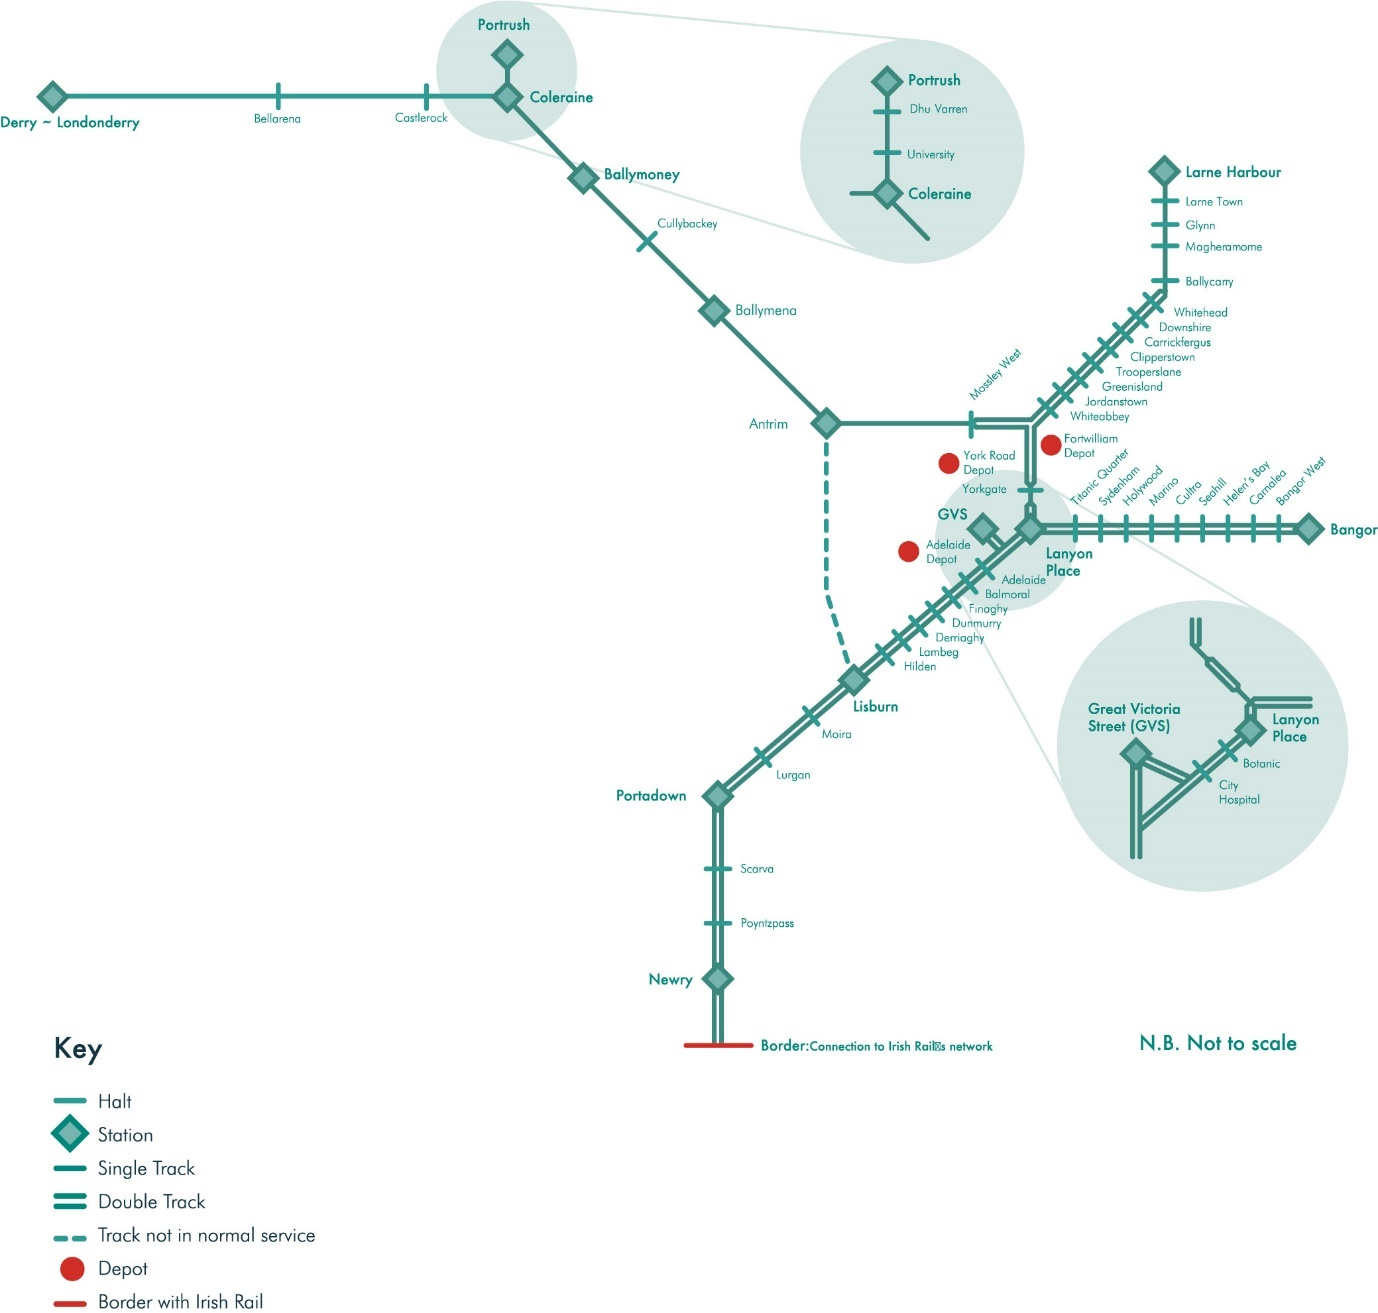 Portrush
Coleraine
Derry ~ Londonderry
Bellarena
Castlerock
Portrush
Dhu Varren
University
Coleraine
Ballymoney
Cullybackey
Ballymena
Larne Harbour
Larne Town
Glynn
Magheramorne
Ballycarry
Whitehead
Downshire
Carrickfergus
Clipperstown
Trooperslane
Greenisland
Jordanstown
Whiteabbey
Mossley West
Antrim
Fortwilliam
Depot
York Road
Depot
Yorkgate
Titanic Quarter
Sydenham
Holywood
Marino
Cultra
Seahill
Helen's Bay
Carnalea
Bangor West
Bangor
GVS
Lanyon
Place
Adelaide
Depot
Adelaide
Balmoral
Finaghy
Dunmurry
Derriaghy
Lambeg
Hilden
Lisburn
Moira
Lurgan
Portadown
Great Victoria
Street (GVS)
Lanyon
Place
Botanic
City
Hospital
Scarva
Poyntzpass
Newry
Border:Connection to Irish Rail▯s network
N.B. Not to scale
Key
Halt
Station
Single Track
Double Track
Track not in normal service
Depot
Border with Irish Rail